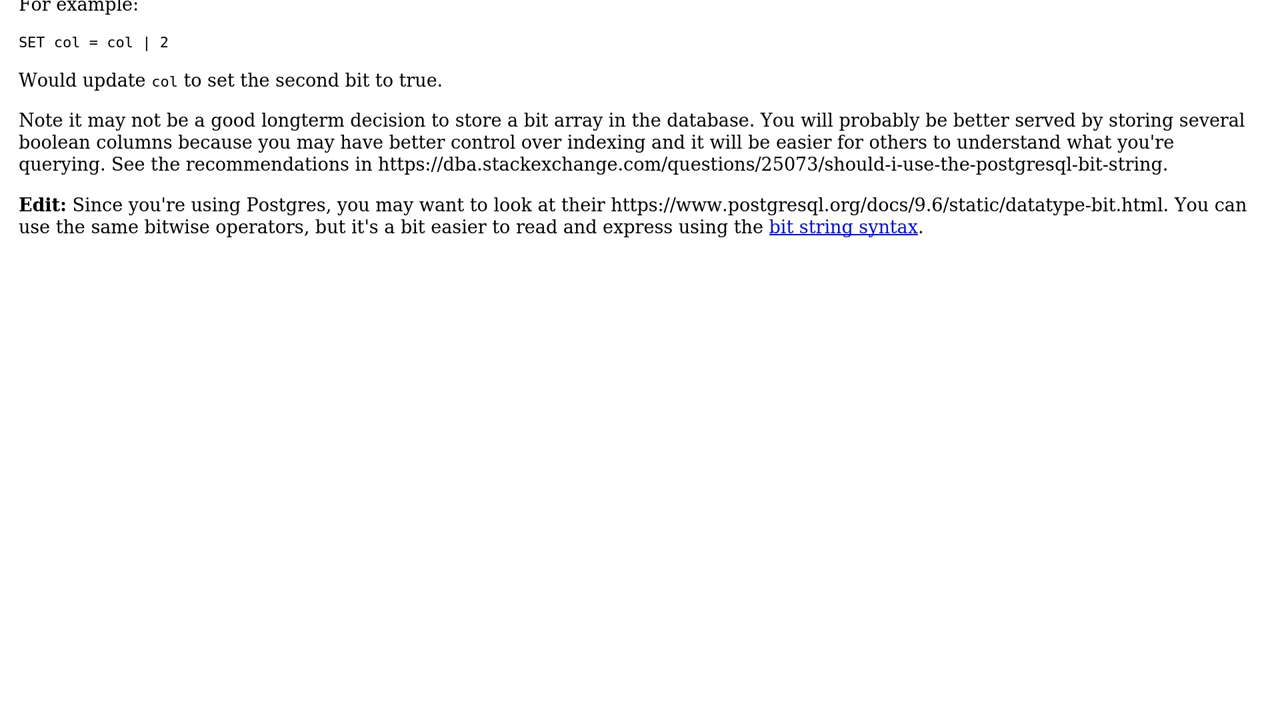 For example:
SET col = col | 2
Would update col to set the second bit to true.
Note it may not be a good longterm decision to store a bit array in the database. You will probably be better served by storing several
boolean columns because you may have better control over indexing and it will be easier for others to understand what you're
querying. See the recommendations in https://dba.stackexchange.com/questions/25073/should-i-use-the-postgresql-bit-string.
Edit: Since you're using Postgres, you may want to look at their https://www.postgresql.org/docs/9.6/static/datatype-bit.html. You can
use the same bitwise operators, but it's a bit easier to read and express using the bit string syntax.